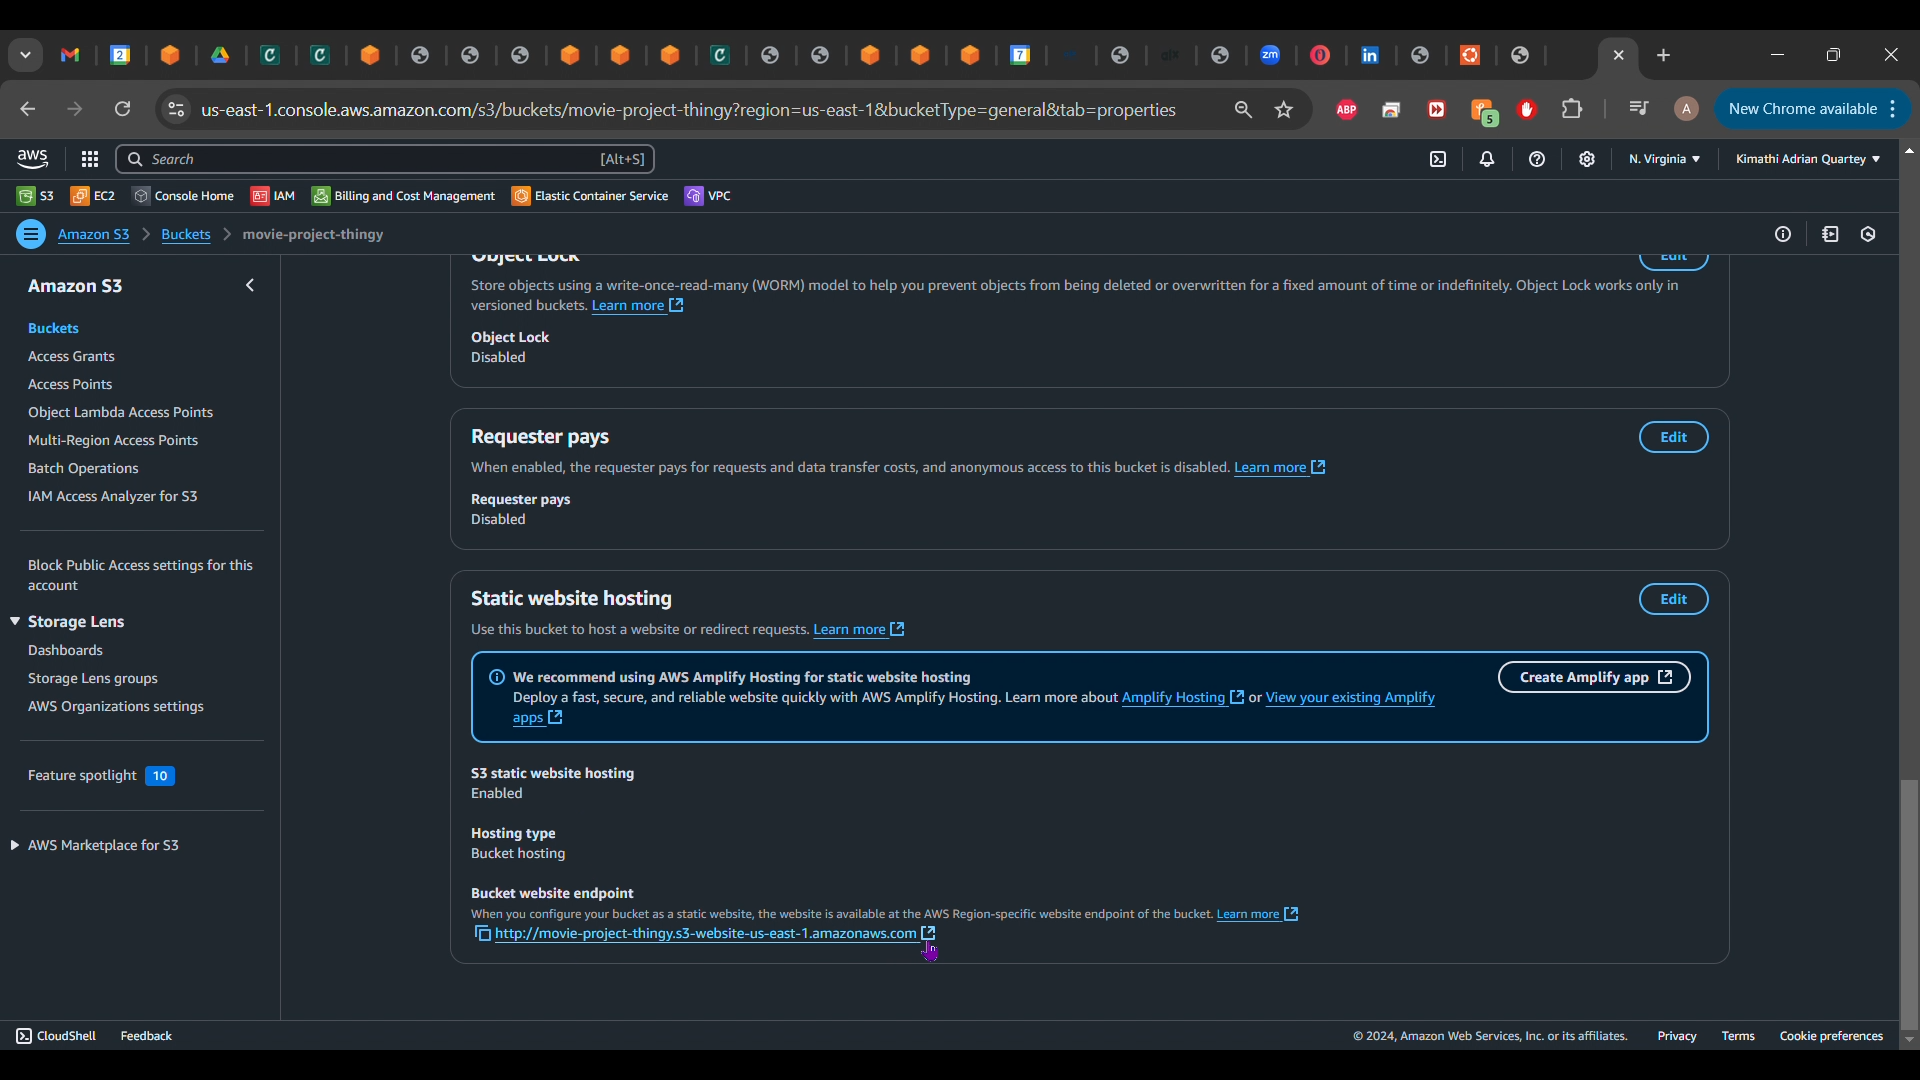 us-east-1.console.aws.amazon.com/s3/buckets/movie-project-thingy?region=us-east-1&bucketType=general&tab=properties
ABP
5
A
New Chrome available
aws
Search
[Alt+S]
N. Virginia
Kimathi Adrian Quartey
S3
EC2
Console Home
IAM
Billing and Cost Management
Elastic Container Service
VPC
Amazon S3
Buckets
movie-project-thingy
Amazon S3
Buckets
Access Grants
Access Points
Object Lambda Access Points
Multi-Region Access Points
Batch Operations
IAM Access Analyzer for S3
Block Public Access settings for this
account
Storage Lens
Dashboards
Storage Lens groups
AWS Organizations settings
Feature spotlight 10
AWS Marketplace for S3
Object Lock
Edit
Store objects using a write-once-read-many (WORM) model to help you prevent objects from being deleted or overwritten for a fixed amount of time or indefinitely. Object Lock works only in
versioned buckets. Learn more
Object Lock
Disabled
Requester pays
Edit
When enabled, the requester pays for requests and data transfer costs, and anonymous access to this bucket is disabled. Learn more
Requester pays
Disabled
Static website hosting
Edit
Use this bucket to host a website or redirect requests. Learn more
We recommend using AWS Amplify Hosting for static website hosting
Deploy a fast, secure, and reliable website quickly with AWS Amplify Hosting. Learn more about Amplify Hosting or View your existing Amplify
apps
Create Amplify app
S3 static website hosting
Enabled
Hosting type
Bucket hosting
Bucket website endpoint
When you configure your bucket as a static website, the website is available at the AWS Region-specific website endpoint of the bucket. Learn more
http://movie-project-thingy.s3-website-us-east-1.amazonaws.com
CloudShell
Feedback
© 2024, Amazon Web Services, Inc. or its affiliates.
Privacy
Terms
Cookie preferences